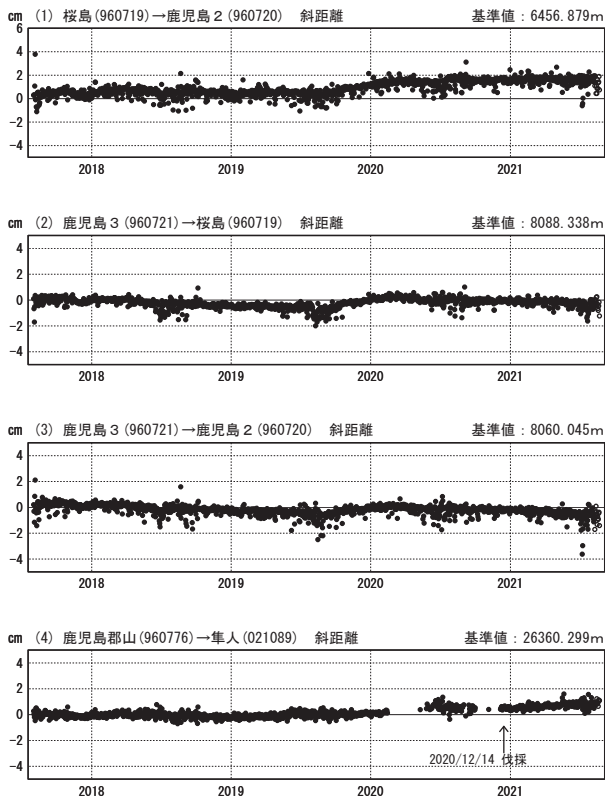 cm (1) 桜島(960719)→鹿児島2(960720) 斜距離 基準値：6456.879m
6
4
2
0
−2
−4
2018 2019 2020 2021
cm (2) 鹿児島3(960721)→桜島(960719) 斜距離 基準値：8088.338m
4
2
0
−2
−4
2018 2019 2020 2021
cm (3) 鹿児島3(960721)→鹿児島2(960720) 斜距離 基準値：8060.045m
4
2
0
−2
−4
2018 2019 2020 2021
cm (4) 鹿児島郡山(960776)→隼人(021089) 斜距離 基準値：26360.299m
4
2
0
−2
−4
2020/12/14 伐採
2018 2019 2020 2021